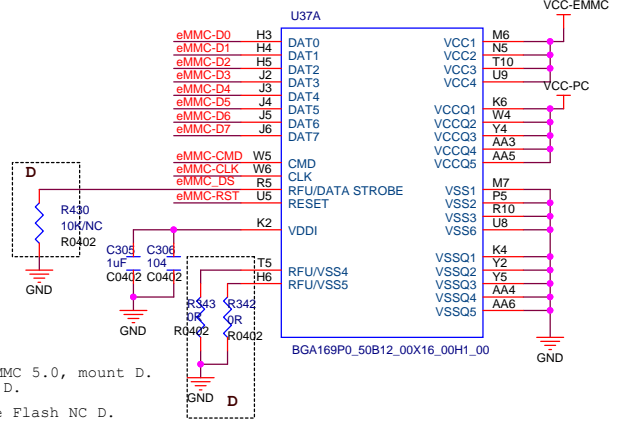 VCC-EMMC
U37A
eMMC-D0 H3 DAT0 VCC1 M6
eMMC-D1 H4 DAT1 VCC2 N5
eMMC-D2 H5 DAT2 VCC3 T10
eMMC-D3 J2 DAT3 VCC4 U9
eMMC-D4 J3 DAT4
VCC-PC
eMMC-D5 J4 DAT5 VCCQ1 K6
eMMC-D6 J5 DAT6 VCCQ2 W4
eMMC-D7 J6 DAT7 VCCQ3 Y4
VCCQ4 AA3
eMMC-CMD W5 CMD VCCQ5 AA5
eMMC-CLK W6 CLK
eMMC_DS R5 RFU/DATA STROBE VSS1 M7
eMMC-RST U5 RESET VSS2 P5
VSS3 R10
K2 VDDI VSS6 U8
D
R430
10K/NC
R0402
GND
C305
1uF
C0402
C306
104
C0402
GND
VSSQ1 K4
T5 RFU/VSS4 VSSQ2 Y2
H6 RFU/VSS5 VSSQ3 Y5
VSSQ4 AA4
VSSQ5 AA6
R343
0R
R0402
R342
0R
R0402
GND
D
BGA169P0_50B12_00X16_00H1_00
GND
MMC 5.0, mount D.
D.
e Flash NC D.